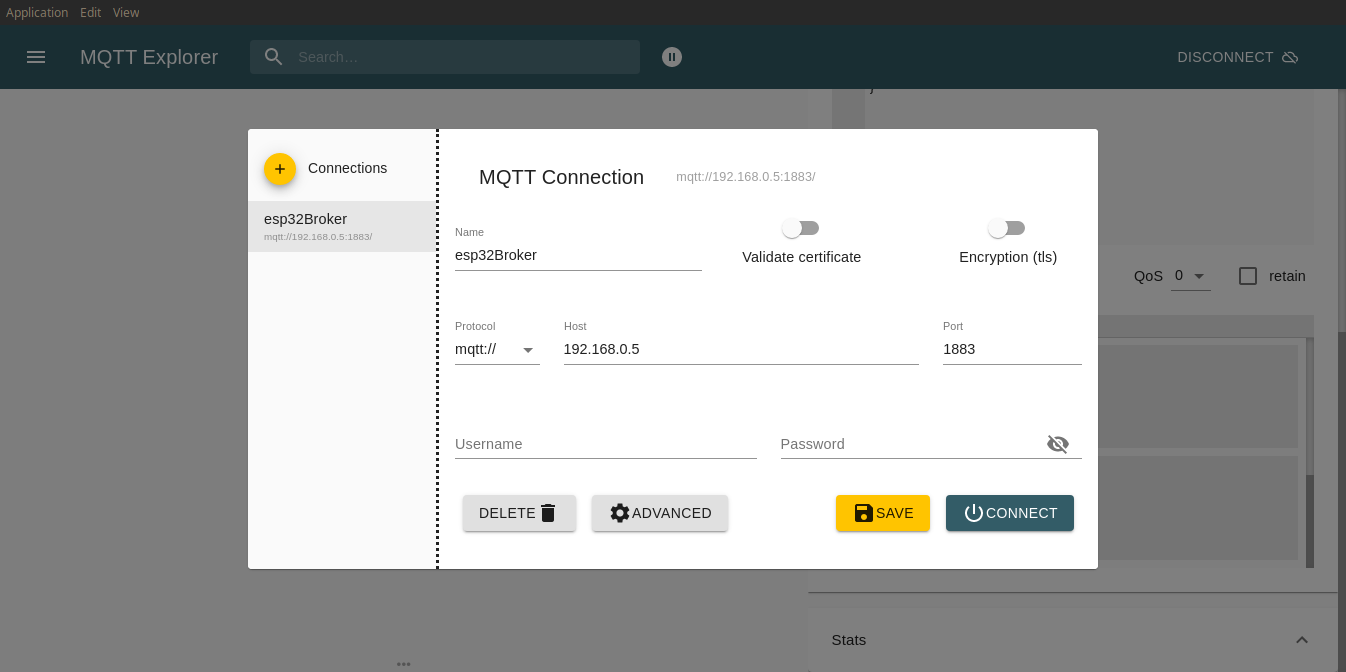 Application Edit View
MQTT Explorer Search... DISCONNECT
+ Connections
esp32Broker
mqtt://192.168.0.5:1883/
MQTT Connection mqtt://192.168.0.5:1883/
Name
esp32Broker
Validate certificate Encryption (tls)
QoS 0 retain
Protocol Host Port
mqtt:// 192.168.0.5 1883
Username Password
DELETE ADVANCED SAVE CONNECT
Stats